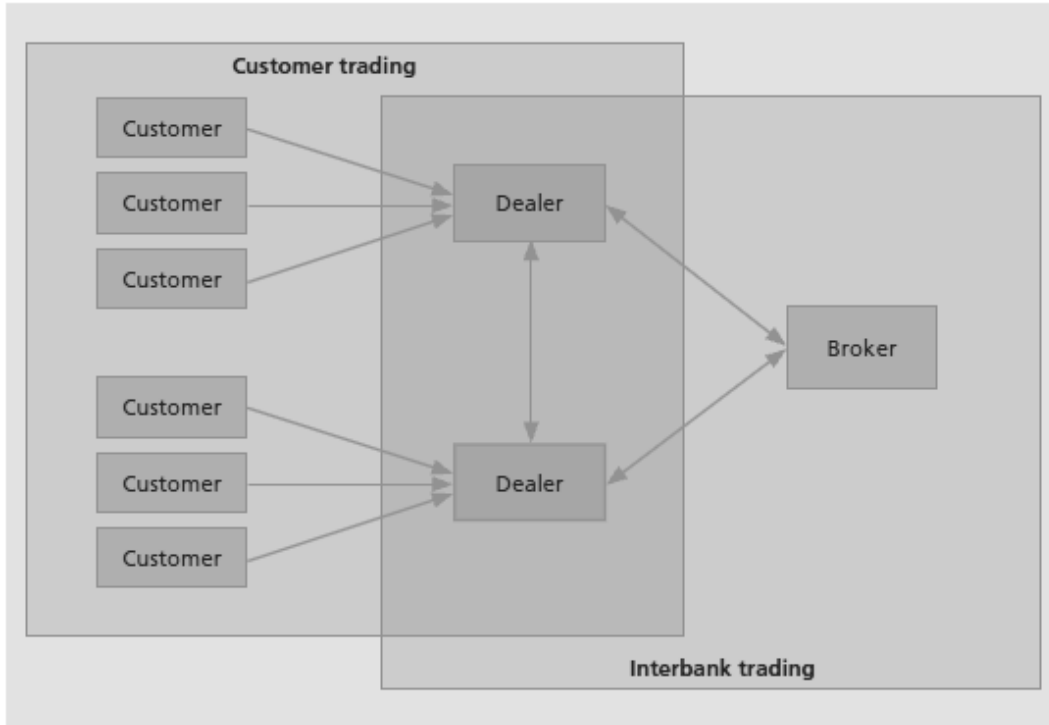 Customer trading
Customer
Customer
Customer
Dealer
Broker
Customer
Customer
Customer
Dealer
Interbank trading